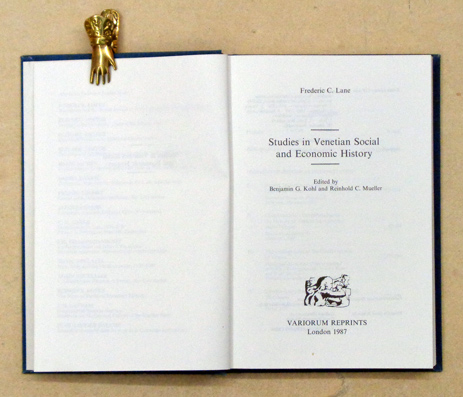 Frederic C. Lane
Studies in Venetian Social
and Economic History
Edited by
Benjamin G. Kohl and Reinhold C. Mueller
VARIORUM REPRINTS
London 1987